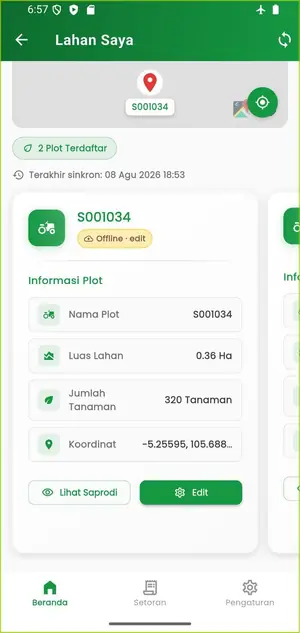 6:57
Lahan Saya
S001034
2 Plot Terdaftar
Terakhir sinkron: 08 Agu 2026 18:53
S001034
Offline · edit
Informasi Plot
Nama Plot S001034
Luas Lahan 0.36 Ha
Jumlah
Tanaman 320 Tanaman
Koordinat -5.25595, 105.688...
Lihat Saprodi Edit
Beranda Setoran Pengaturan